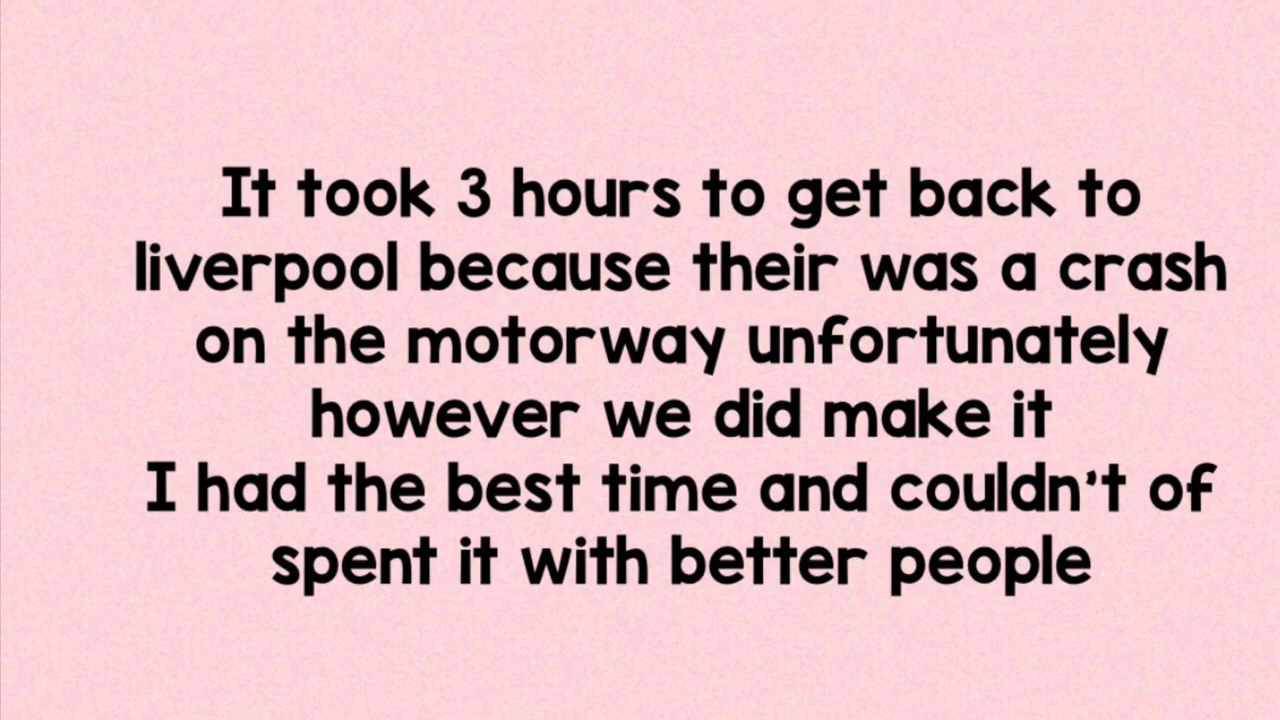 It took 3 hours to get back to
liverpool because their was a crash
on the motorway unfortunately
however we did make it
I had the best time and couldn't of
spent it with better people